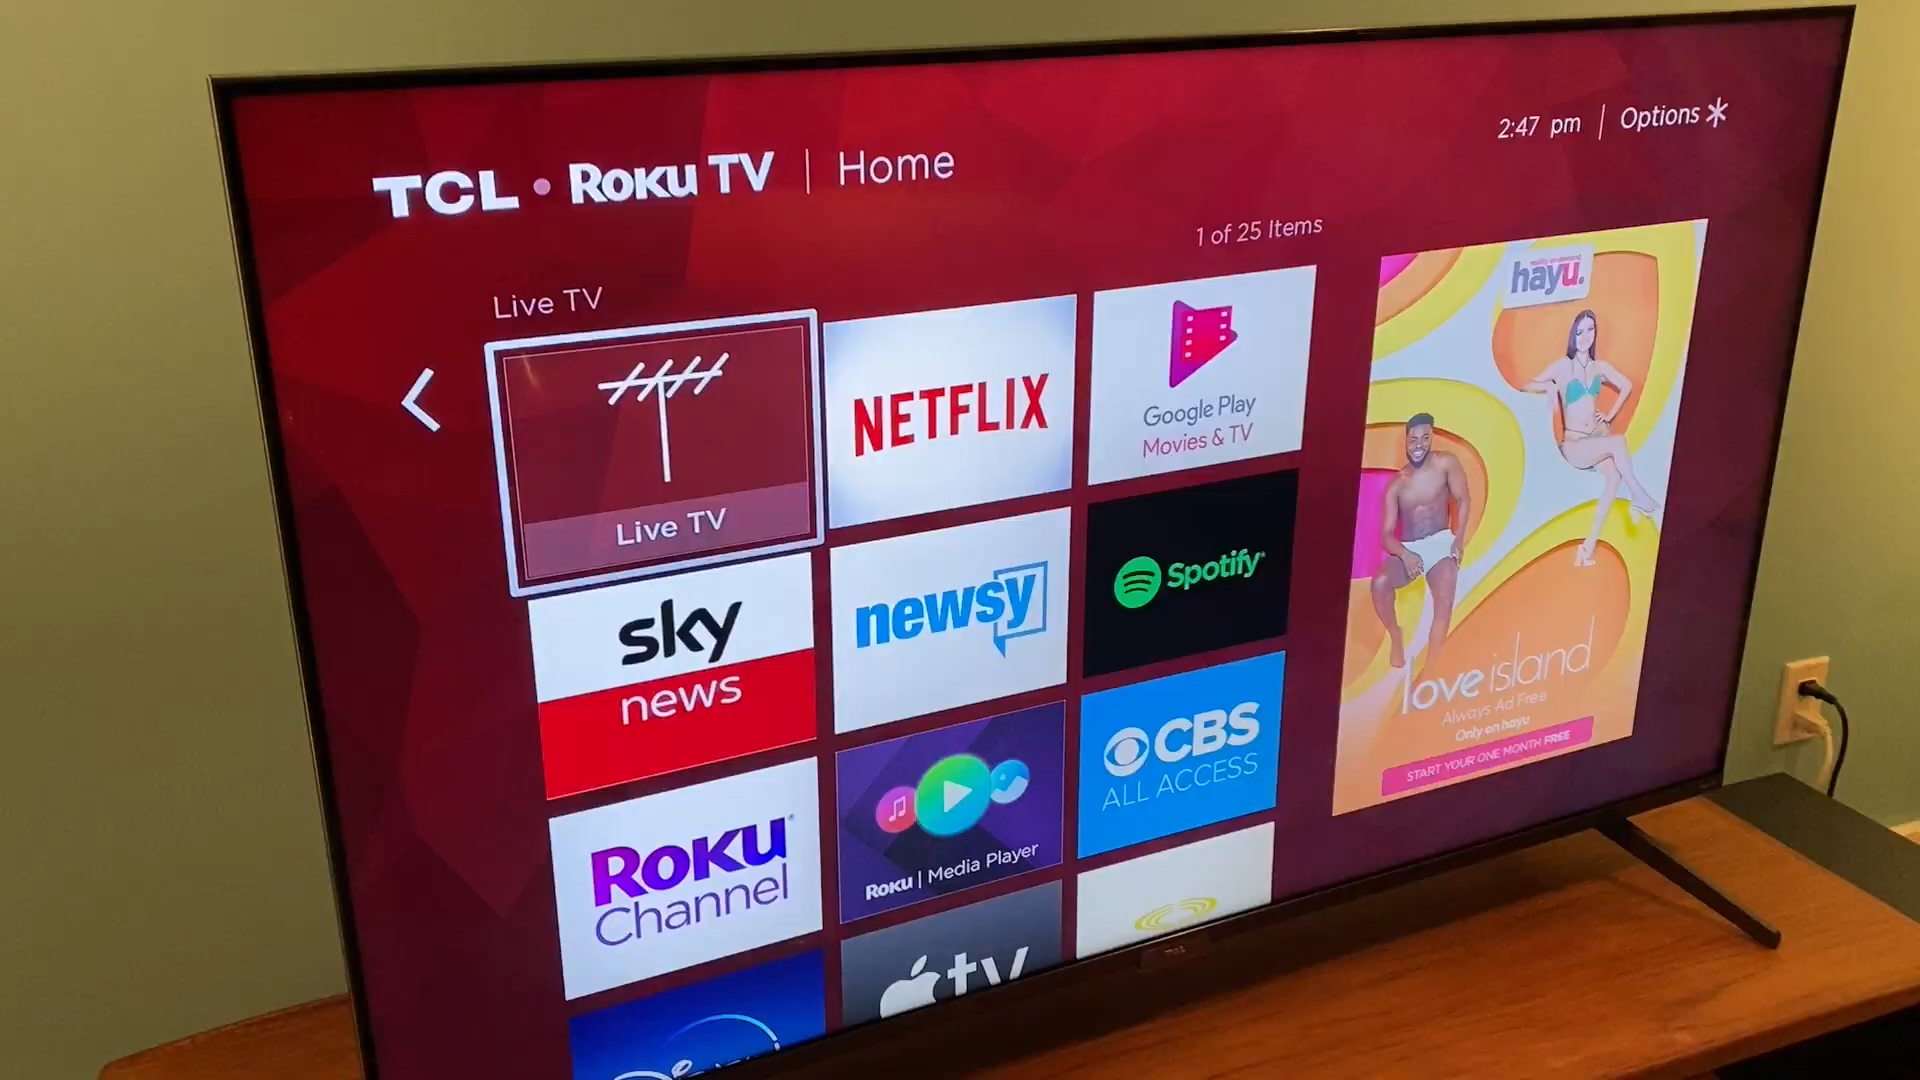 TCL • Roku TV | Home
2:47 pm | Options
1 of 25 Items
Live TV
Live TV
NETFLIX
Google Play
Movies & TV
sky
news
newsy
Spotify
Roku
Channel
Roku | Media Player
CBS
ALL ACCESS
tv
hayu.
love island
Always Ad Free
Only on hayu
START YOUR ONE MONTH FREE
TCL